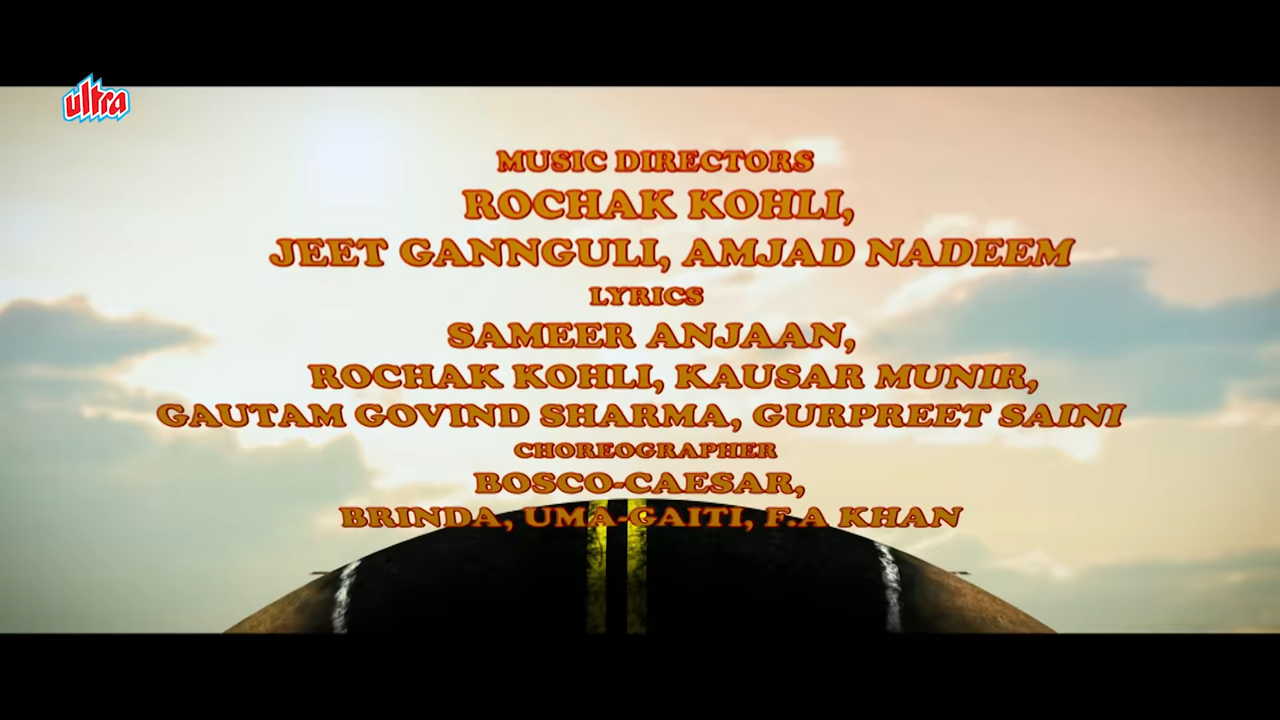 ultra
MUSIC DIRECTORS
ROCHAK KOHLI,
JEET GANNGULI, AMJAD NADEEM
LYRICS
SAMEER ANJAAN,
ROCHAK KOHLI, KAUSAR MUNIR,
GAUTAM GOVIND SHARMA, GURPREET SAINI
CHOREOGRAPHER
BOSCO-CAESAR,
BRINDA, UMA-GAITI, F.A KHAN